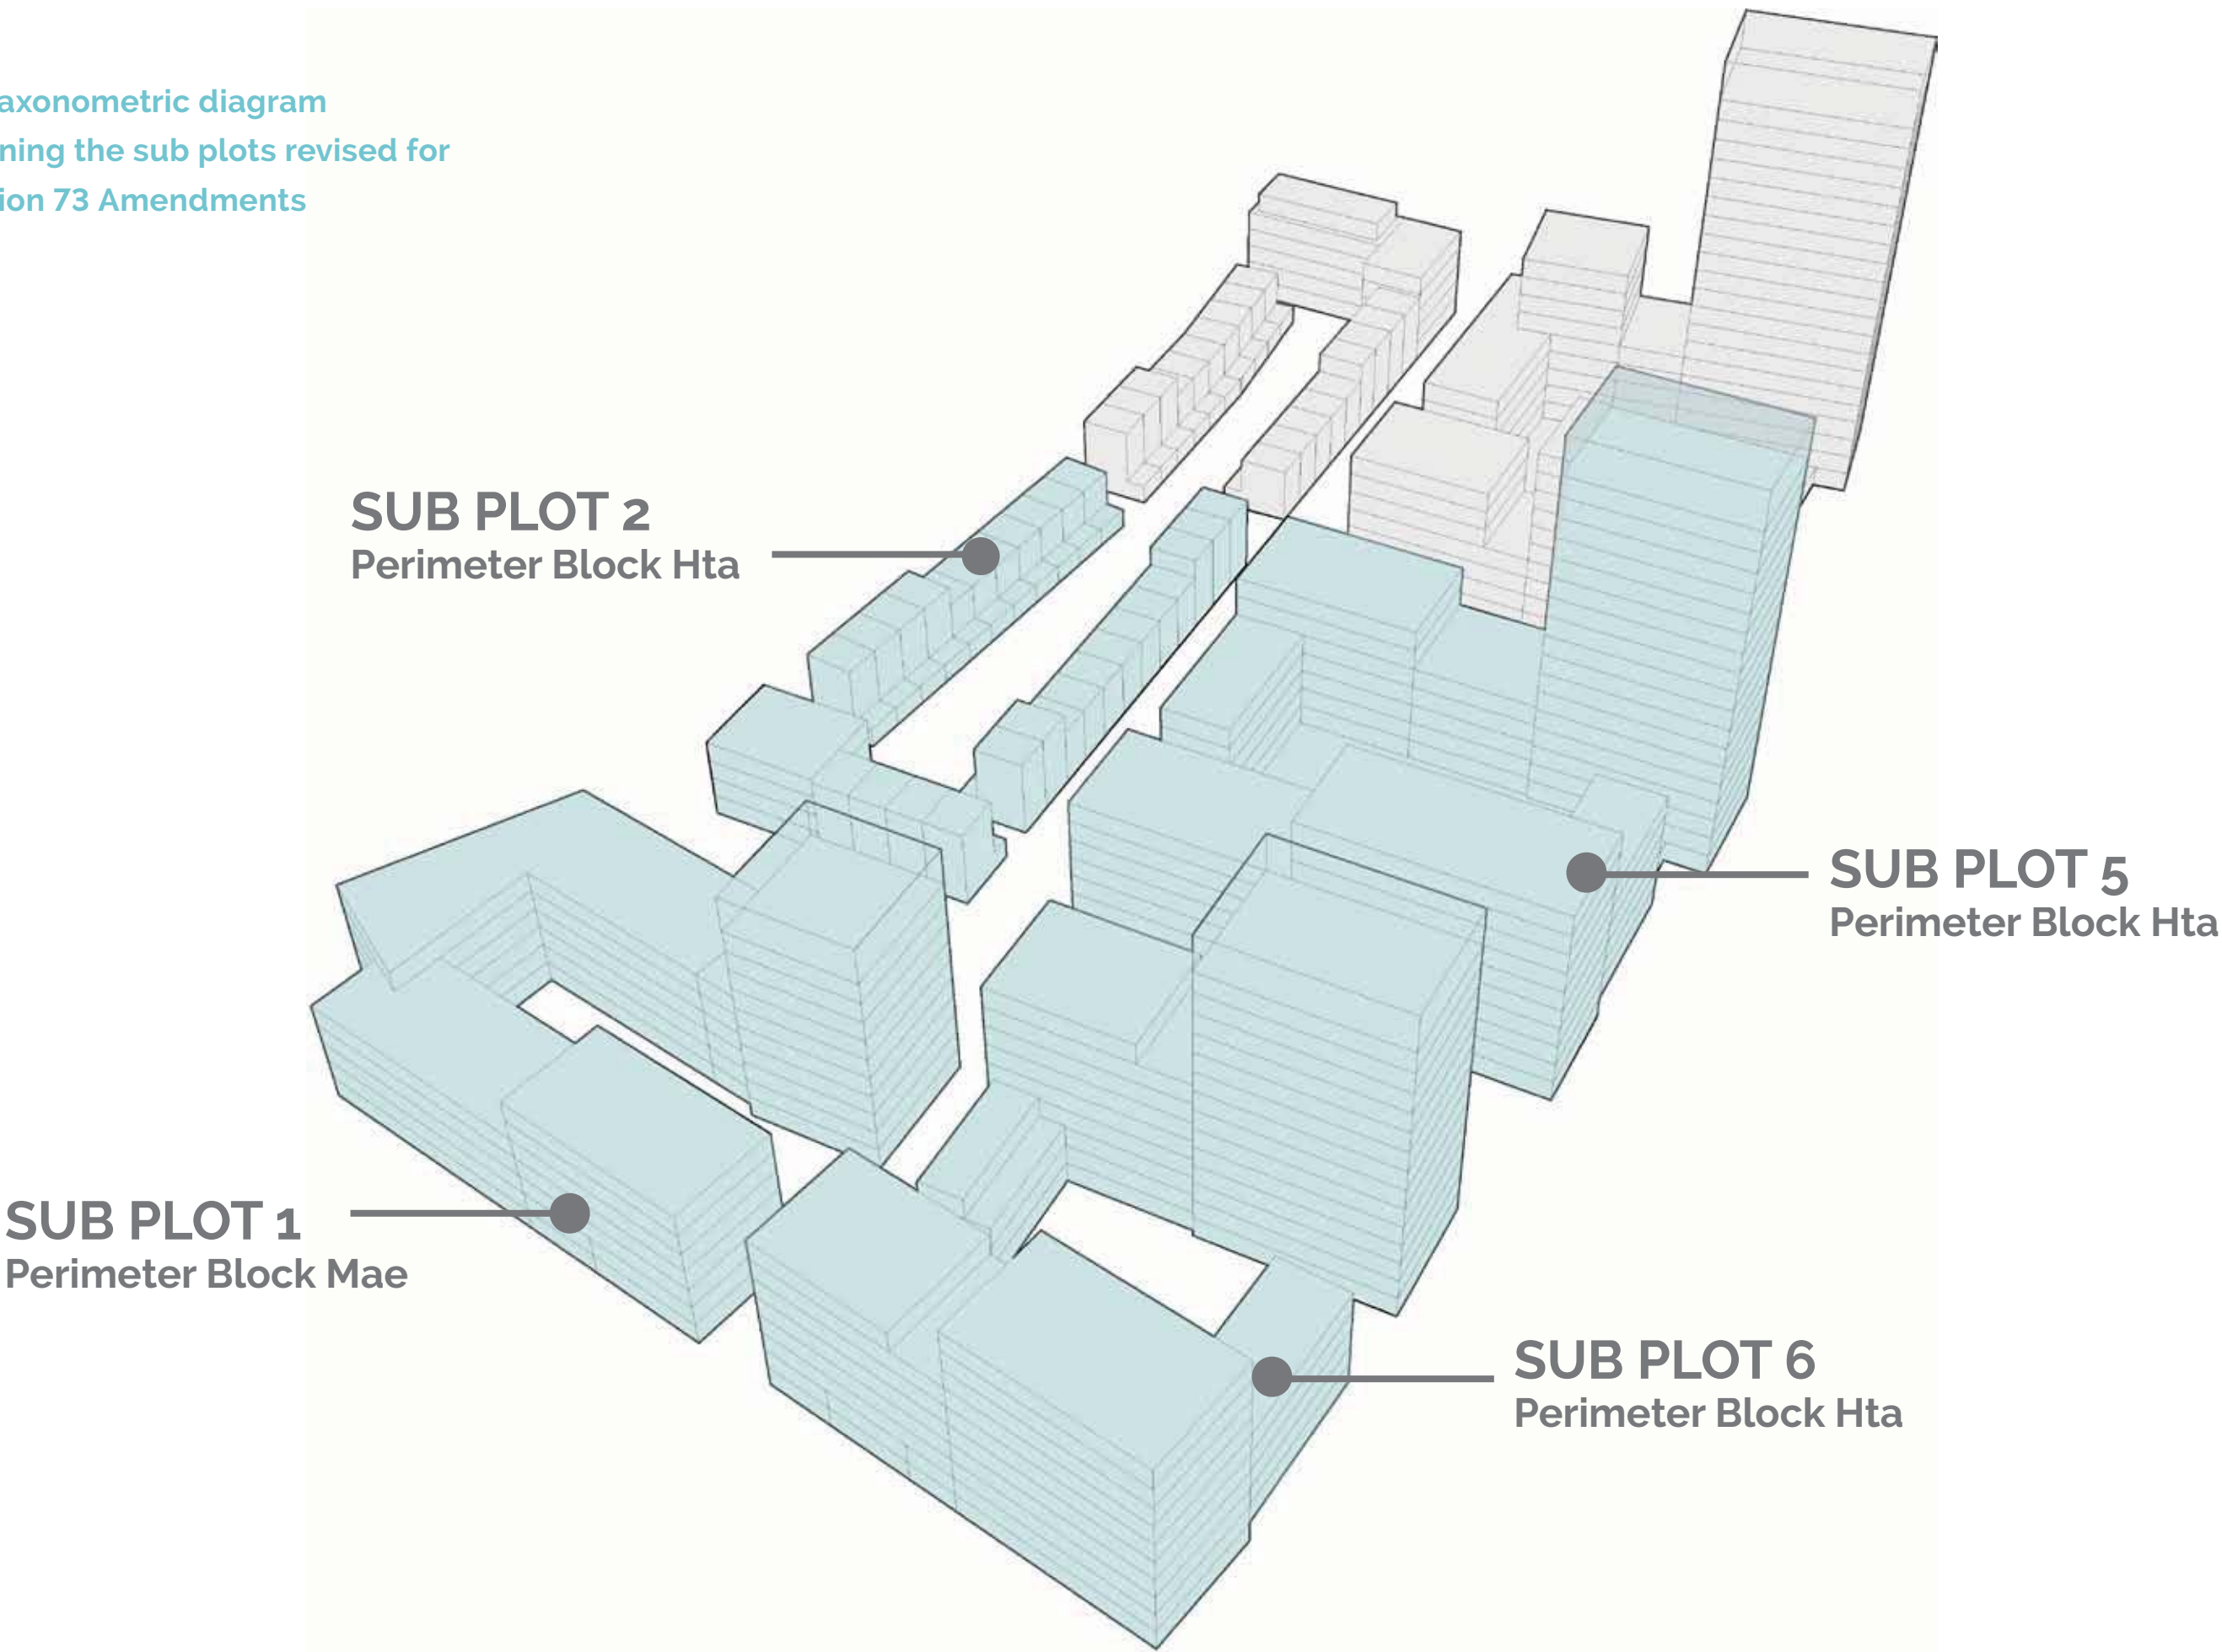 axonometric diagram
ning the sub plots revised for
ion 73 Amendments
SUB PLOT 2
Perimeter Block Hta
SUB PLOT 5
Perimeter Block Hta
SUB PLOT 1
Perimeter Block Mae
SUB PLOT 6
Perimeter Block Hta